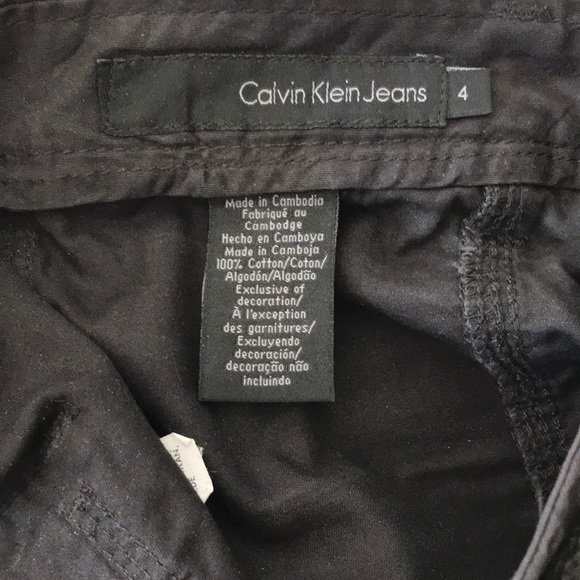 Calvin Klein Jeans 4
Made in Cambodia
Fabriqué au
Cambodge
Hecho en Camboya
Made in Camboja
100% Cotton/Coton/
Algodón/Algodão
Exclusive of
decoration/
À l'exception
des garnitures/
Excluyendo
decoración/
decoração não
incluindo